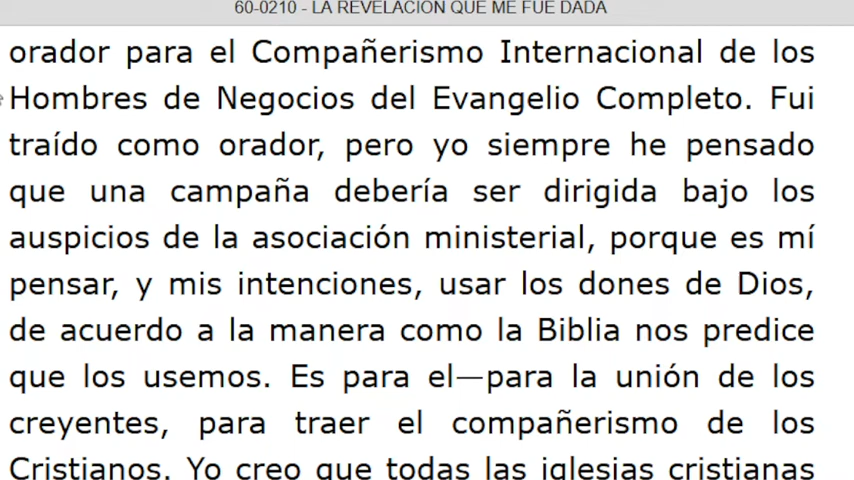 60-0210 - LA REVELACION QUE ME FUE DADA
orador para el Compañerismo Internacional de los
Hombres de Negocios del Evangelio Completo. Fui
traído como orador, pero yo siempre he pensado
que una campaña debería ser dirigida bajo los
auspicios de la asociación ministerial, porque es mí
pensar, y mis intenciones, usar los dones de Dios,
de acuerdo a la manera como la Biblia nos predice
que los usemos. Es para el—para la unión de los
creyentes, para traer el compañerismo de los
Cristianos. Yo creo que todas las iglesias cristianas